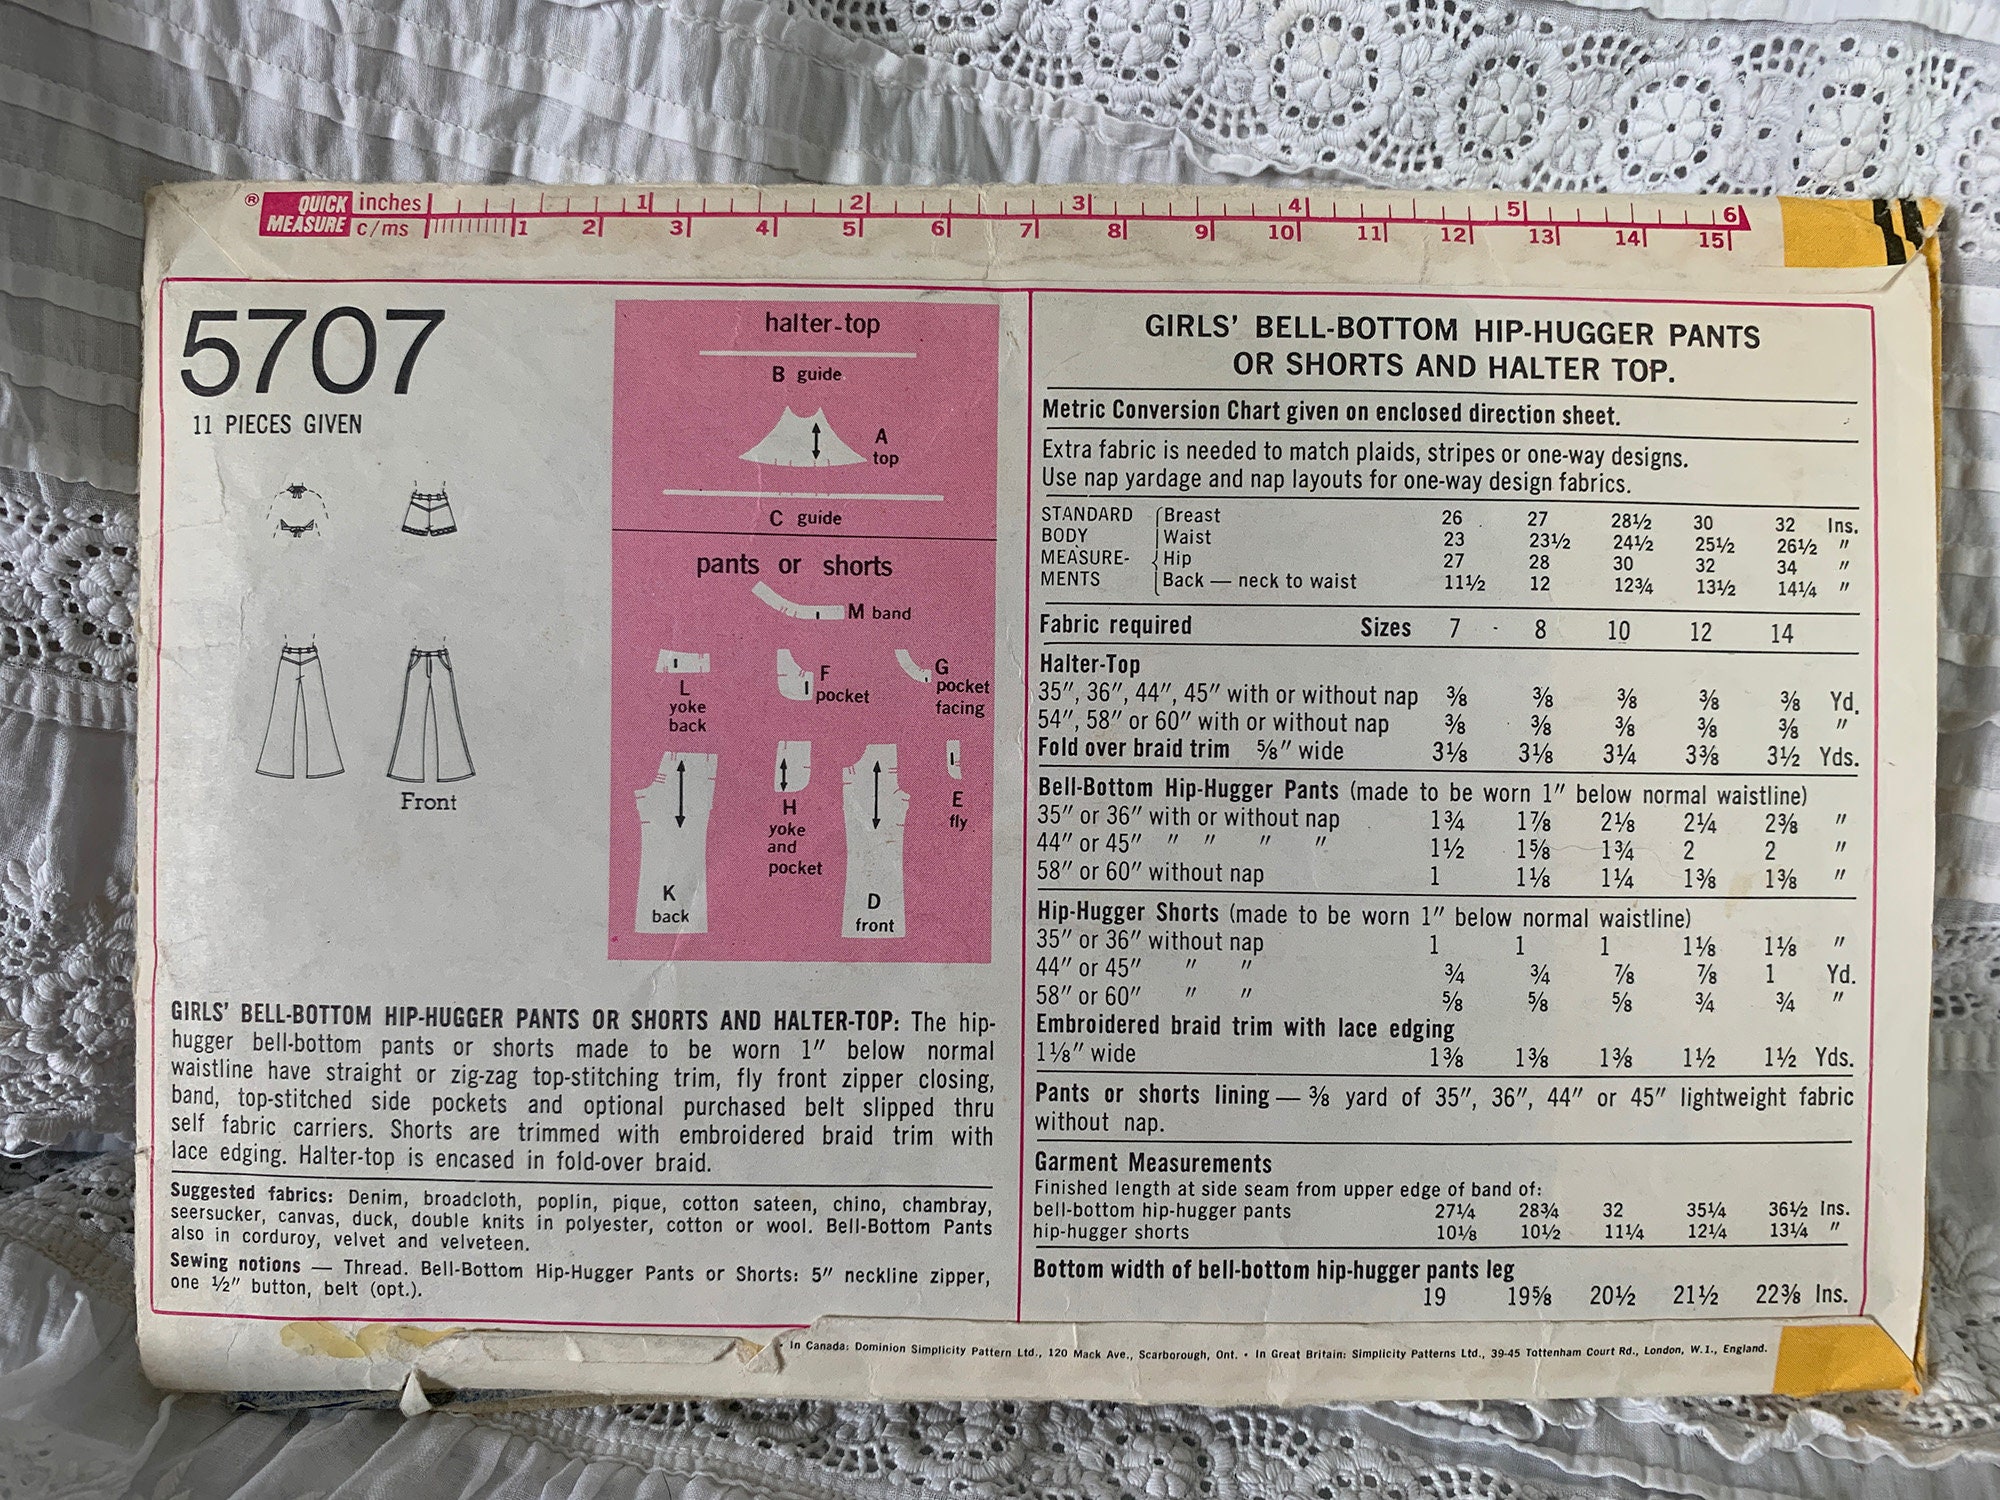 ® QUICK MEASURE inches 1 2 3 4 5 6
c/ms 1 2 3 4 5 6 7 8 9 10 11 12 13 14 15
5707
11 PIECES GIVEN
Front
halter-top
B guide
A
top
C guide
pants or shorts
M band
L
yoke
back
F
pocket
G
pocket
facing
K
back
H
yoke
and
pocket
D
front
E
fly
GIRLS' BELL-BOTTOM HIP-HUGGER PANTS OR SHORTS AND HALTER-TOP: The hip-
hugger bell-bottom pants or shorts made to be worn 1" below normal
waistline have straight or zig-zag top-stitching trim, fly front zipper closing,
band, top-stitched side pockets and optional purchased belt slipped thru
self fabric carriers. Shorts are trimmed with embroidered braid trim with
lace edging. Halter-top is encased in fold-over braid.
Suggested fabrics: Denim, broadcloth, poplin, pique, cotton sateen, chino, chambray,
seersucker, canvas, duck, double knits in polyester, cotton or wool. Bell-Bottom Pants
also in corduroy, velvet and velveteen.
Sewing notions — Thread. Bell-Bottom Hip-Hugger Pants or Shorts: 5" neckline zipper,
one ½" button, belt (opt.).
GIRLS' BELL-BOTTOM HIP-HUGGER PANTS
OR SHORTS AND HALTER TOP.
Metric Conversion Chart given on enclosed direction sheet.
Extra fabric is needed to match plaids, stripes or one-way designs.
Use nap yardage and nap layouts for one-way design fabrics.
STANDARD Breast 26 27 28½ 30 32 Ins.
BODY Waist 23 23½ 24½ 25½ 26½ "
MEASURE- Hip 27 28 30 32 34 "
MENTS Back — neck to waist 11½ 12 12¾ 13½ 14¼ "
Fabric required Sizes 7 8 10 12 14
Halter-Top
35", 36", 44", 45" with or without nap ⅜ ⅜ ⅜ ⅜ ⅜ Yd.
54", 58" or 60" with or without nap ⅜ ⅜ ⅜ ⅜ ⅜ "
Fold over braid trim ⅝" wide 3⅛ 3⅛ 3¼ 3⅜ 3½ Yds.
Bell-Bottom Hip-Hugger Pants (made to be worn 1" below normal waistline)
35" or 36" with or without nap 1¾ 1⅞ 2⅛ 2¼ 2⅜ "
44" or 45" " " " " 1½ 1⅝ 1¾ 2 2 "
58" or 60" without nap 1 1⅛ 1¼ 1⅜ 1⅜ "
Hip-Hugger Shorts (made to be worn 1" below normal waistline)
35" or 36" without nap 1 1 1 1⅛ 1⅛ "
44" or 45" " " ¾ ¾ ⅞ ⅞ 1 Yd.
58" or 60" " " ⅝ ⅝ ⅝ ¾ ¾ "
Embroidered braid trim with lace edging
1⅛" wide 1⅜ 1⅜ 1⅜ 1½ 1½ Yds.
Pants or shorts lining — ⅜ yard of 35", 36", 44" or 45" lightweight fabric
without nap.
Garment Measurements
Finished length at side seam from upper edge of band of:
bell-bottom hip-hugger pants 27¼ 28¾ 32 35¼ 36½ Ins.
hip-hugger shorts 10⅛ 10½ 11¼ 12¼ 13¼ "
Bottom width of bell-bottom hip-hugger pants leg
19 19⅝ 20½ 21½ 22⅜ Ins.
• In Canada: Dominion Simplicity Pattern Ltd., 120 Mack Ave., Scarborough, Ont. • In Great Britain: Simplicity Patterns Ltd., 39-45 Tottenham Court Rd., London, W.1., England.